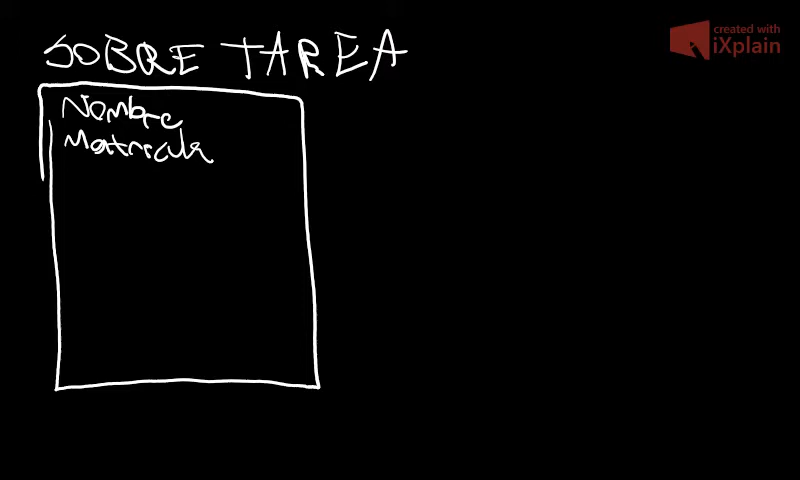 SOBRE TAREA
created with
iXplain
Nombre
Matricula